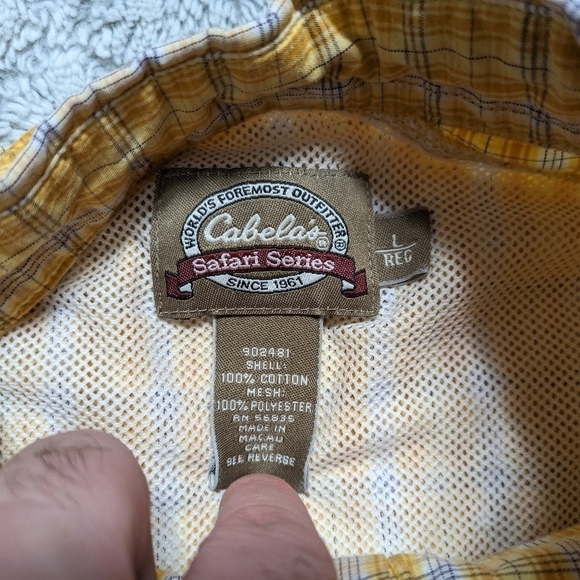 WORLD'S FOREMOST OUTFITTER®
Cabela's®
Safari Series
SINCE 1961
L
REG
902481
SHELL:
100% COTTON
MESH:
100% POLYESTER
RN 56835
MADE IN
MACAU
CARE
SEE REVERSE